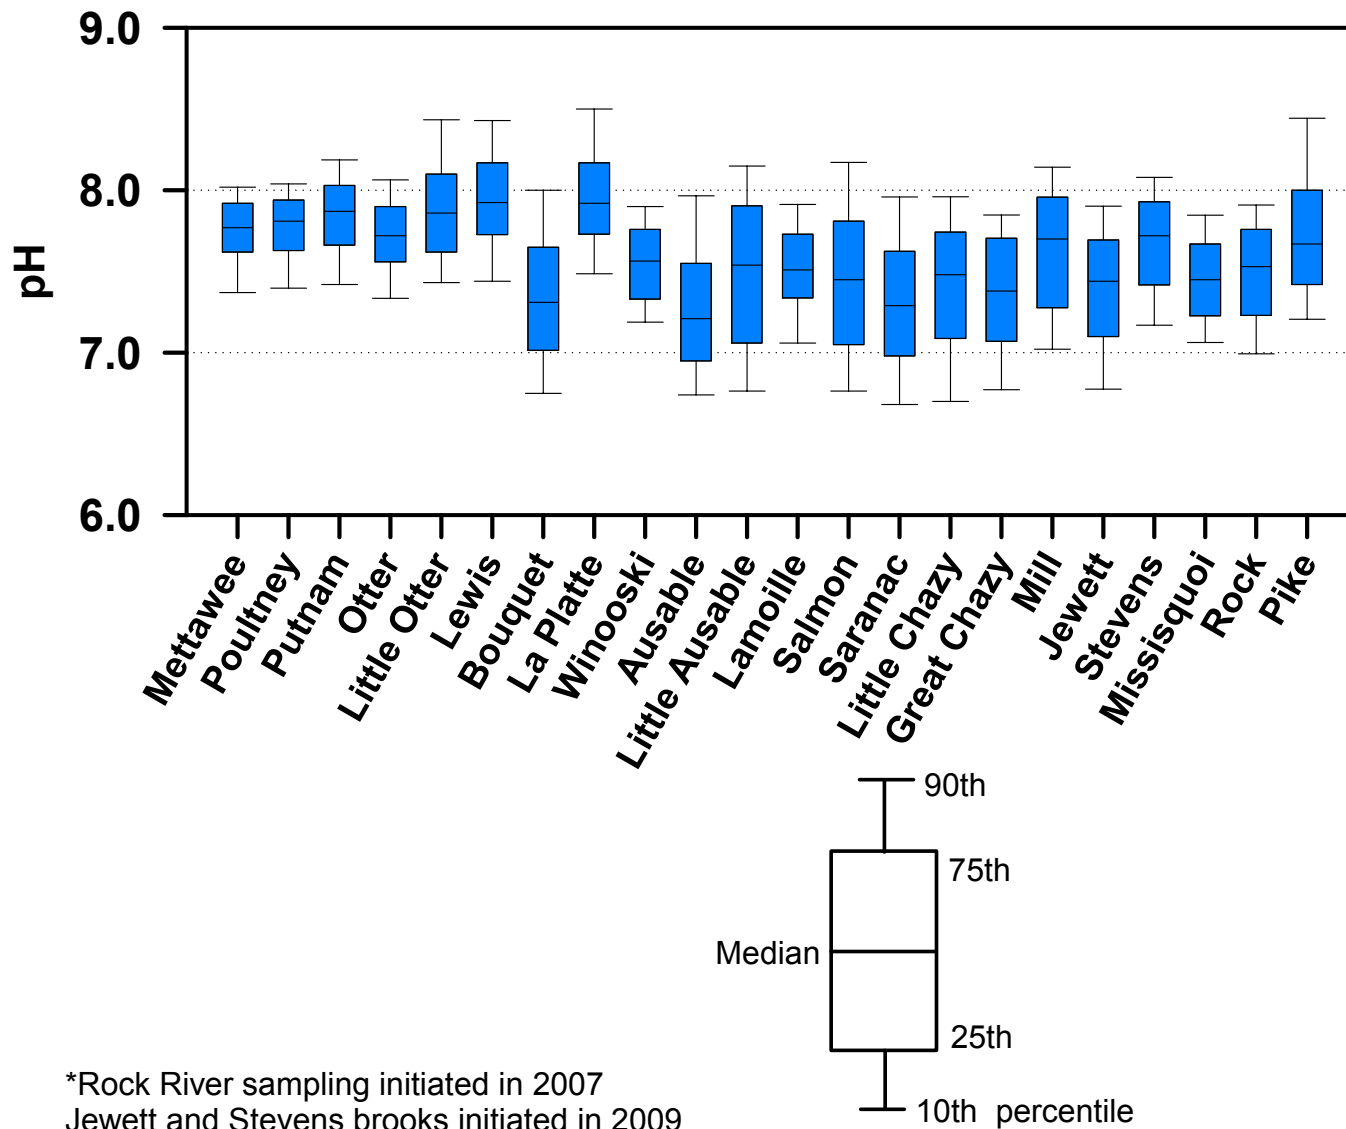 9.0
8.0
7.0
6.0
pH
Mettawee
Poultney
Putnam
Otter
Little Otter
Lewis
Bouquet
La Platte
Winooski
Ausable
Little Ausable
Lamoille
Salmon
Saranac
Little Chazy
Great Chazy
Mill
Jewett
Stevens
Missisquoi
Rock
Pike
90th
75th
Median
25th
10th percentile
*Rock River sampling initiated in 2007
Jewett and Stevens brooks initiated in 2009